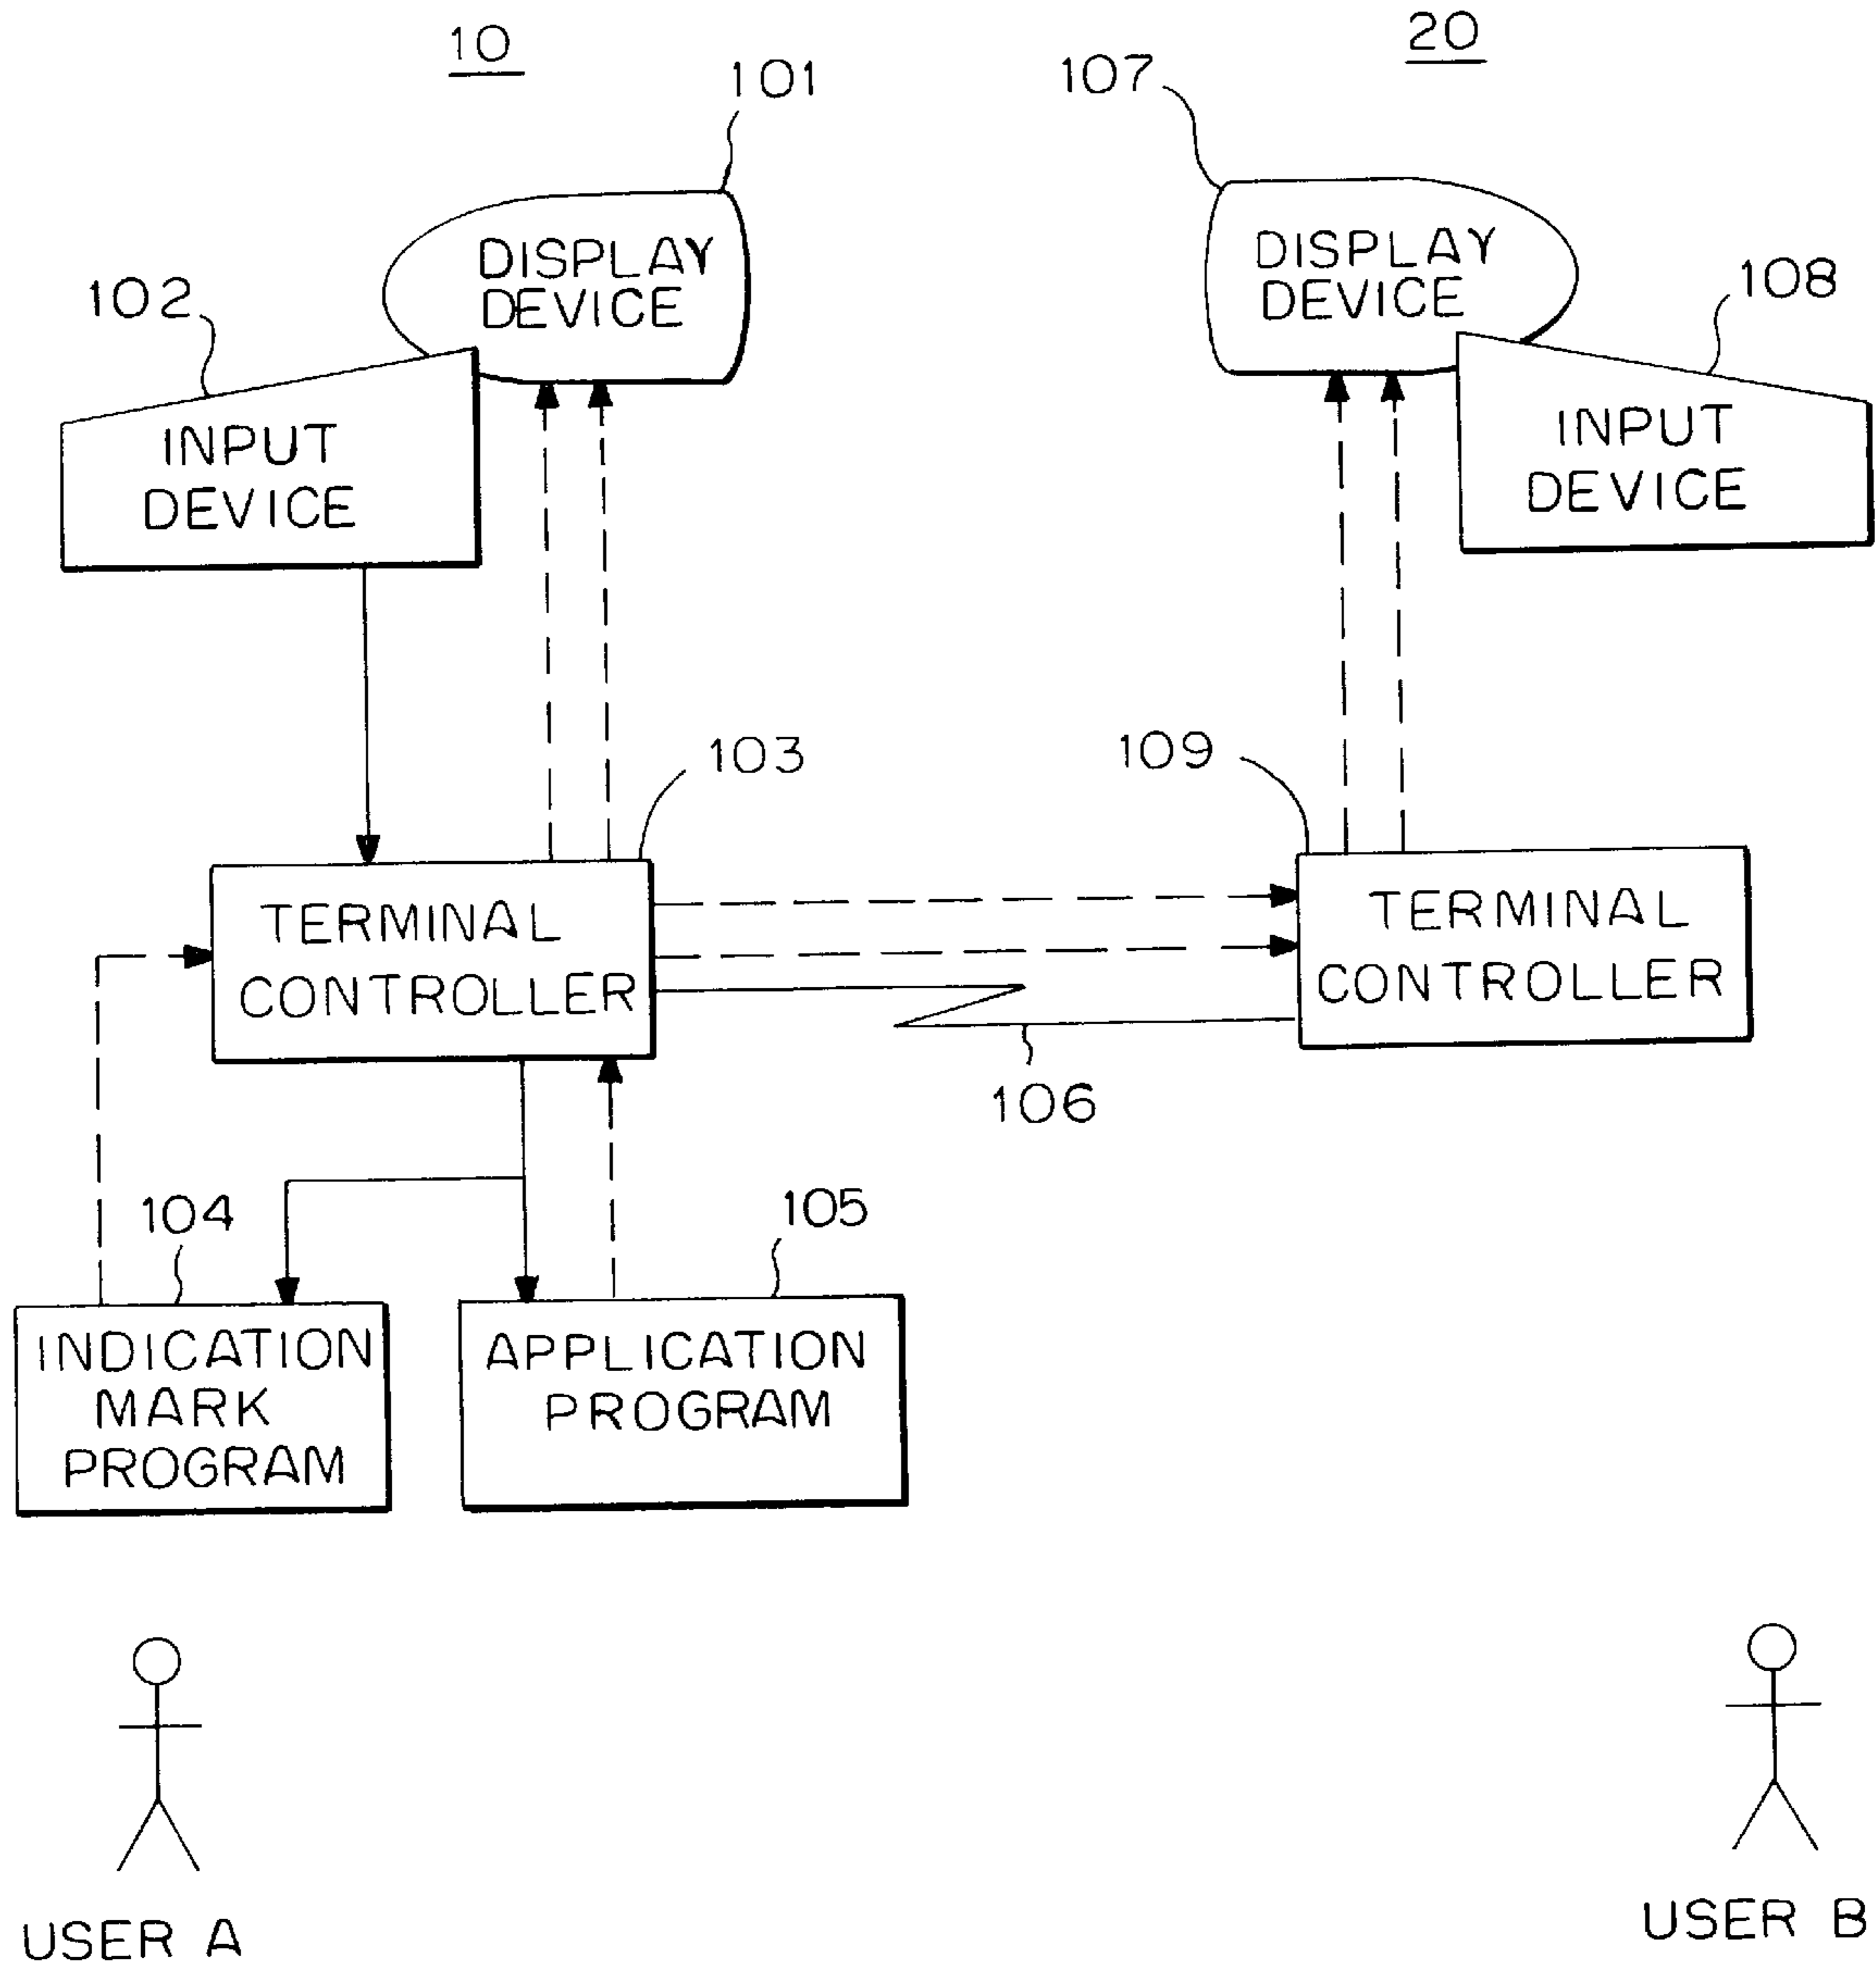 10
20
101
107
DISPLAY
DEVICE
DISPLAY
DEVICE
102
108
INPUT
DEVICE
INPUT
DEVICE
103
109
TERMINAL
CONTROLLER
TERMINAL
CONTROLLER
106
104
105
INDICATION
MARK
PROGRAM
APPLICATION
PROGRAM
USER A
USER B